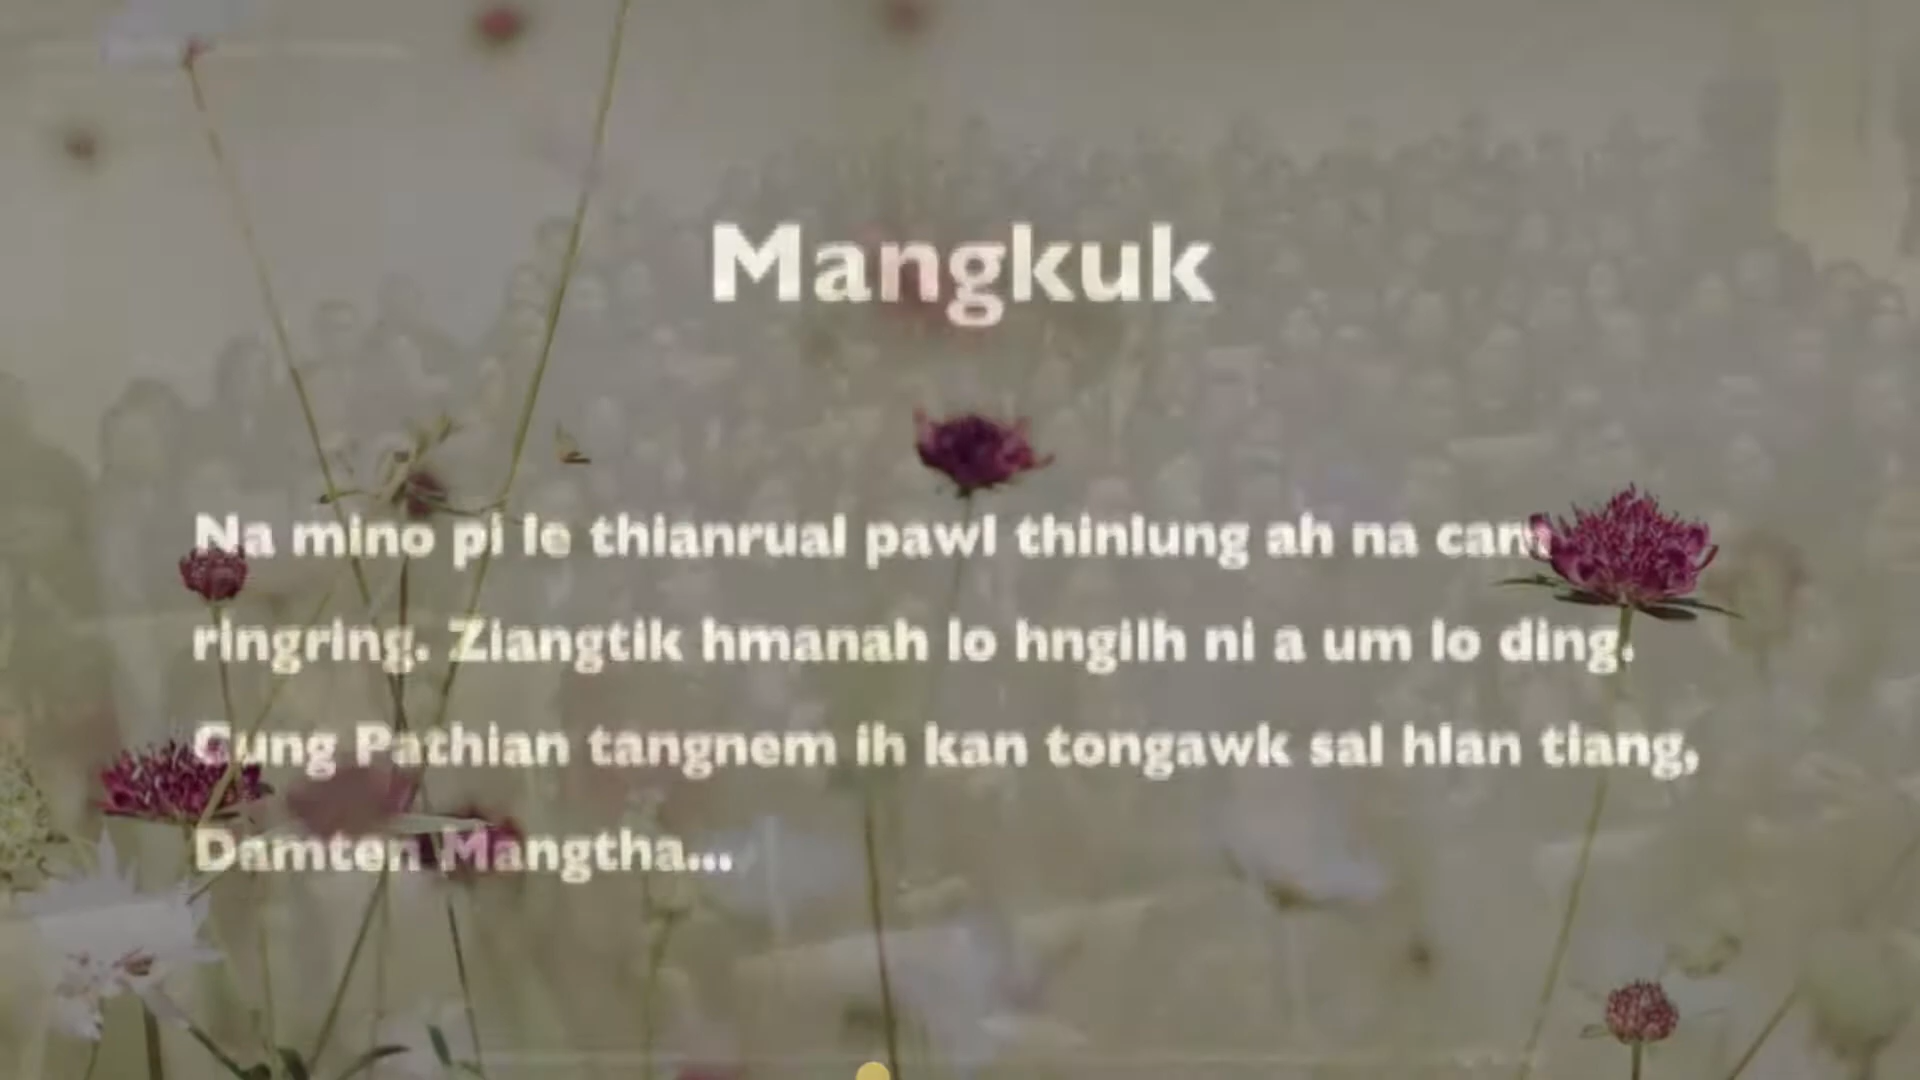 Mangkuk
Na mino pi le thianrual pawl thinlung ah na cam
ringring. Ziangtik hmanah lo hngilh ni a um lo ding.
Cung Pathian tangnem ih kan tongawk sal hlan tiang,
Damten Mangtha...